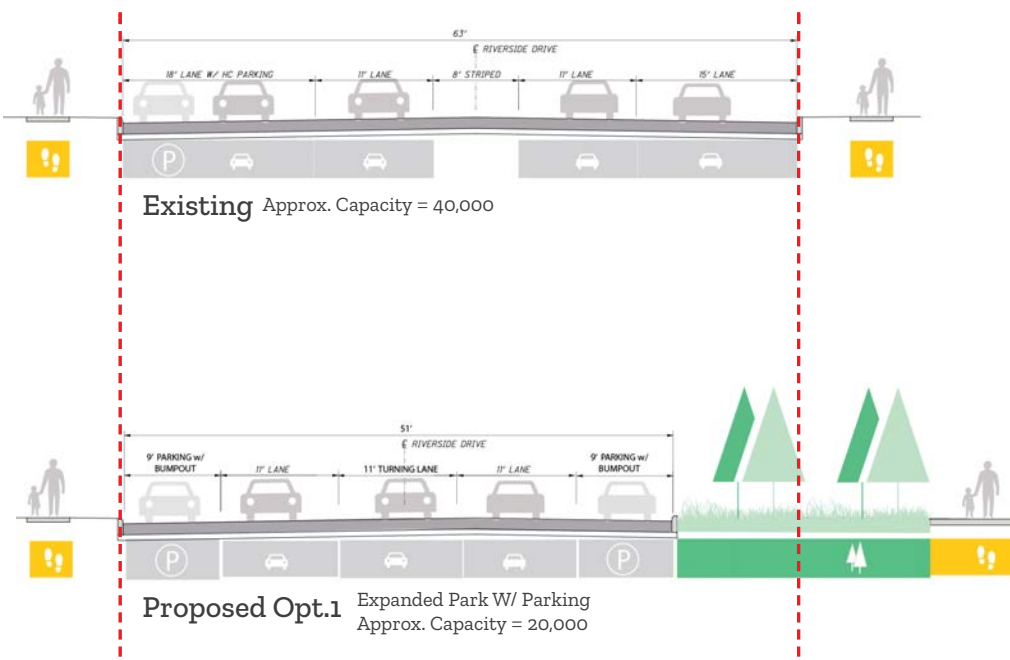 63'
℄ RIVERSIDE DRIVE
18' LANE W/ HC PARKING 11' LANE 8' STRIPED 11' LANE 15' LANE
P
Existing Approx. Capacity = 40,000
51'
℄ RIVERSIDE DRIVE
9' PARKING w/
BUMPOUT
11' LANE
11' TURNING LANE
11' LANE
9' PARKING w/
BUMPOUT
P P
Proposed Opt.1
Expanded Park W/ Parking
Approx. Capacity = 20,000